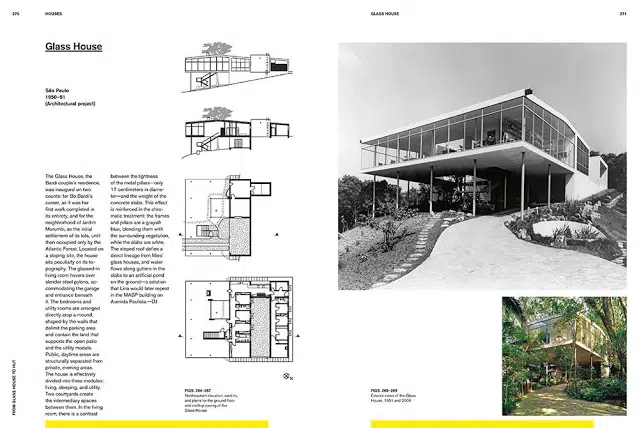 270
HOUSES
GLASS HOUSE
271
Glass House
São Paulo
1950–51
(Architectural project)
The Glass House, the
Bardi couple's residence,
was inaugural on two
counts: for Bo Bardi's
career, as it was her
first work completed in
its entirety, and for the
neighborhood of Jardim
Morumbi, as the initial
settlement of its lots, until
then occupied only by the
Atlantic Forest. Located on
a sloping site, the house
sits peculiarly on its to-
pography. The glassed-in
living room hovers over
slender steel pylons, ac-
commodating the garage
and entrance beneath
it. The bedrooms and
utility rooms are arranged
directly atop a mound,
shaped by the walls that
delimit the parking area
and contain the land that
supports the open patio
and the utility module.
Public, daytime areas are
structurally separated from
private, evening areas.
The house is effectively
divided into three modules:
living, sleeping, and utility.
Two courtyards create
the intermediary spaces
between them. In the living
room, there is a contrast
between the lightness
of the metal pillars—only
17 centimeters in diame-
ter—and the weight of the
concrete slabs. This effect
is reinforced in the chro-
matic treatment: the frames
and pillars are a grayish
blue, blending them with
the surrounding vegetation,
while the slabs are white.
The sloped roof defines a
direct lineage from Mies'
glass houses, and water
flows along gutters in the
slabs to an artificial pond
on the ground—a solution
that Lina would later repeat
in the MASP building on
Avenida Paulista.
FIGS. 264–267
Northeastern elevation, section,
and plans for the ground floor
and rooftop paving of the
Glass House
FIGS. 268–269
Exterior views of the Glass
House, 1951 and
FROM GLASS HOUSE TO HUT